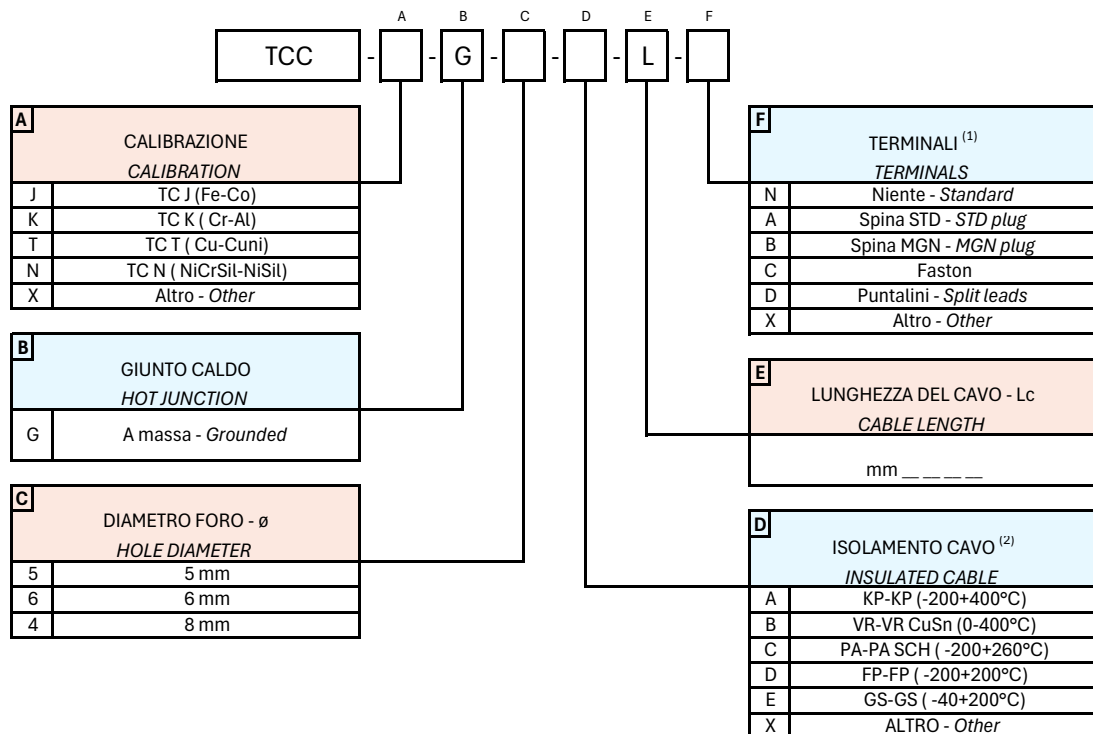 A B C D E F
TCC - - G - - - L -
A
CALIBRAZIONE
CALIBRATION
J TC J (Fe-Co)
K TC K ( Cr-Al)
T TC T ( Cu-Cuni)
N TC N ( NiCrSil-NiSil)
X Altro - Other
B
GIUNTO CALDO
HOT JUNCTION
G A massa - Grounded
C
DIAMETRO FORO - ø
HOLE DIAMETER
5 5 mm
6 6 mm
4 8 mm
F
TERMINALI (1)
TERMINALS
N Niente - Standard
A Spina STD - STD plug
B Spina MGN - MGN plug
C Faston
D Puntalini - Split leads
X Altro - Other
E
LUNGHEZZA DEL CAVO - Lc
CABLE LENGTH
mm __ __ __ __
D
ISOLAMENTO CAVO (2)
INSULATED CABLE
A KP-KP (-200+400°C)
B VR-VR CuSn (0-400°C)
C PA-PA SCH ( -200+260°C)
D FP-FP ( -200+200°C)
E GS-GS ( -40+200°C)
X ALTRO - Other